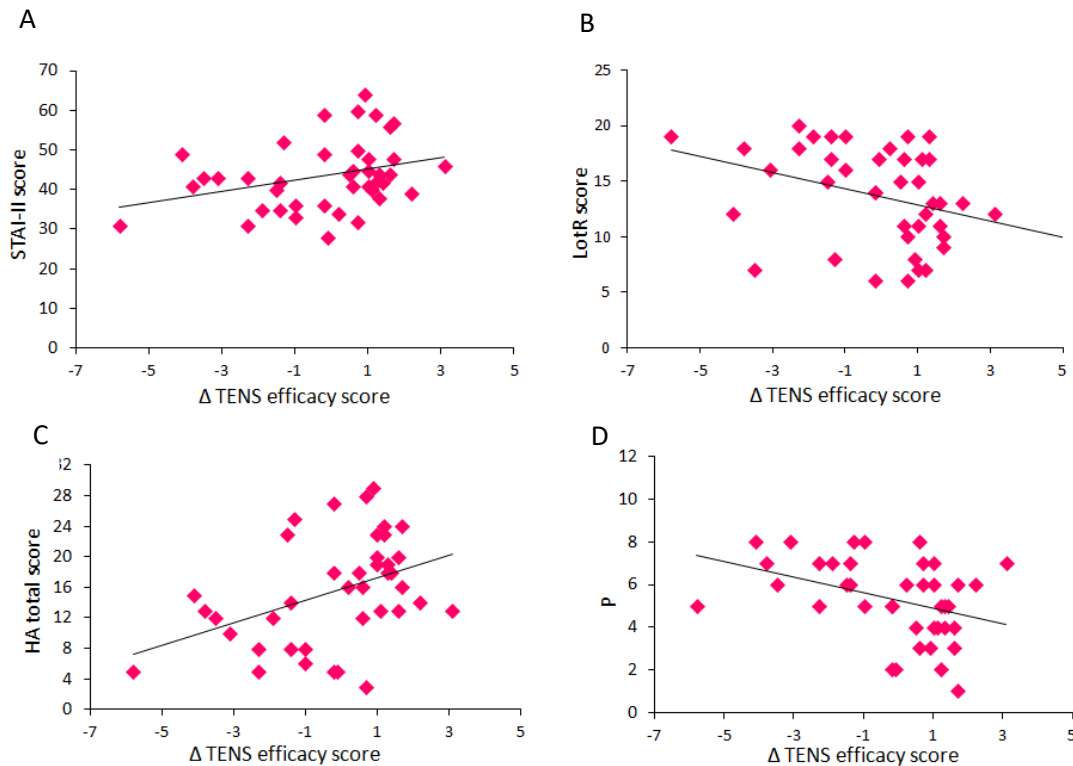 A
70
60
50
40
30
20
10
0
STAI-II score
-7 -5 -3 -1 1 3 5
Δ TENS efficacy score
B
25
20
15
10
5
0
LotR score
-7 -5 -3 -1 1 3 5
Δ TENS efficacy score
C
32
28
24
20
16
12
8
4
0
HA total score
-7 -5 -3 -1 1 3 5
Δ TENS efficacy score
D
12
10
8
6
4
2
0
P
-7 -5 -3 -1 1 3 5
Δ TENS efficacy score